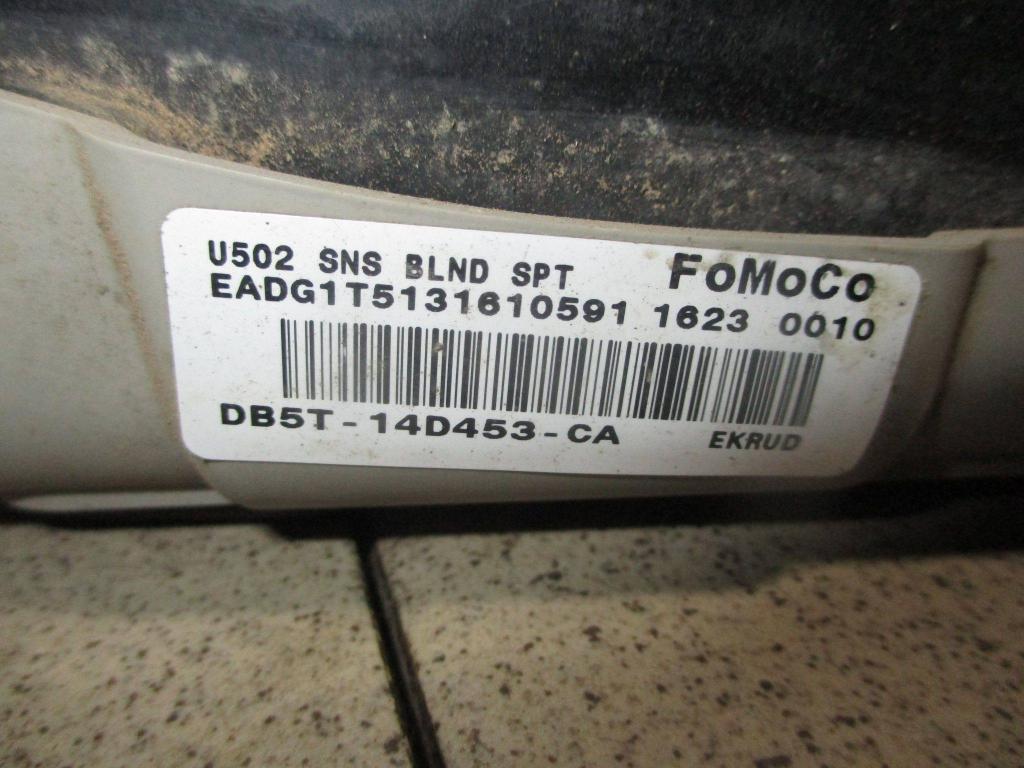 U502 SNS BLND SPT FoMoCo
EADG1T5131610591 1623 0010
DB5T-14D453-CA EKRUD